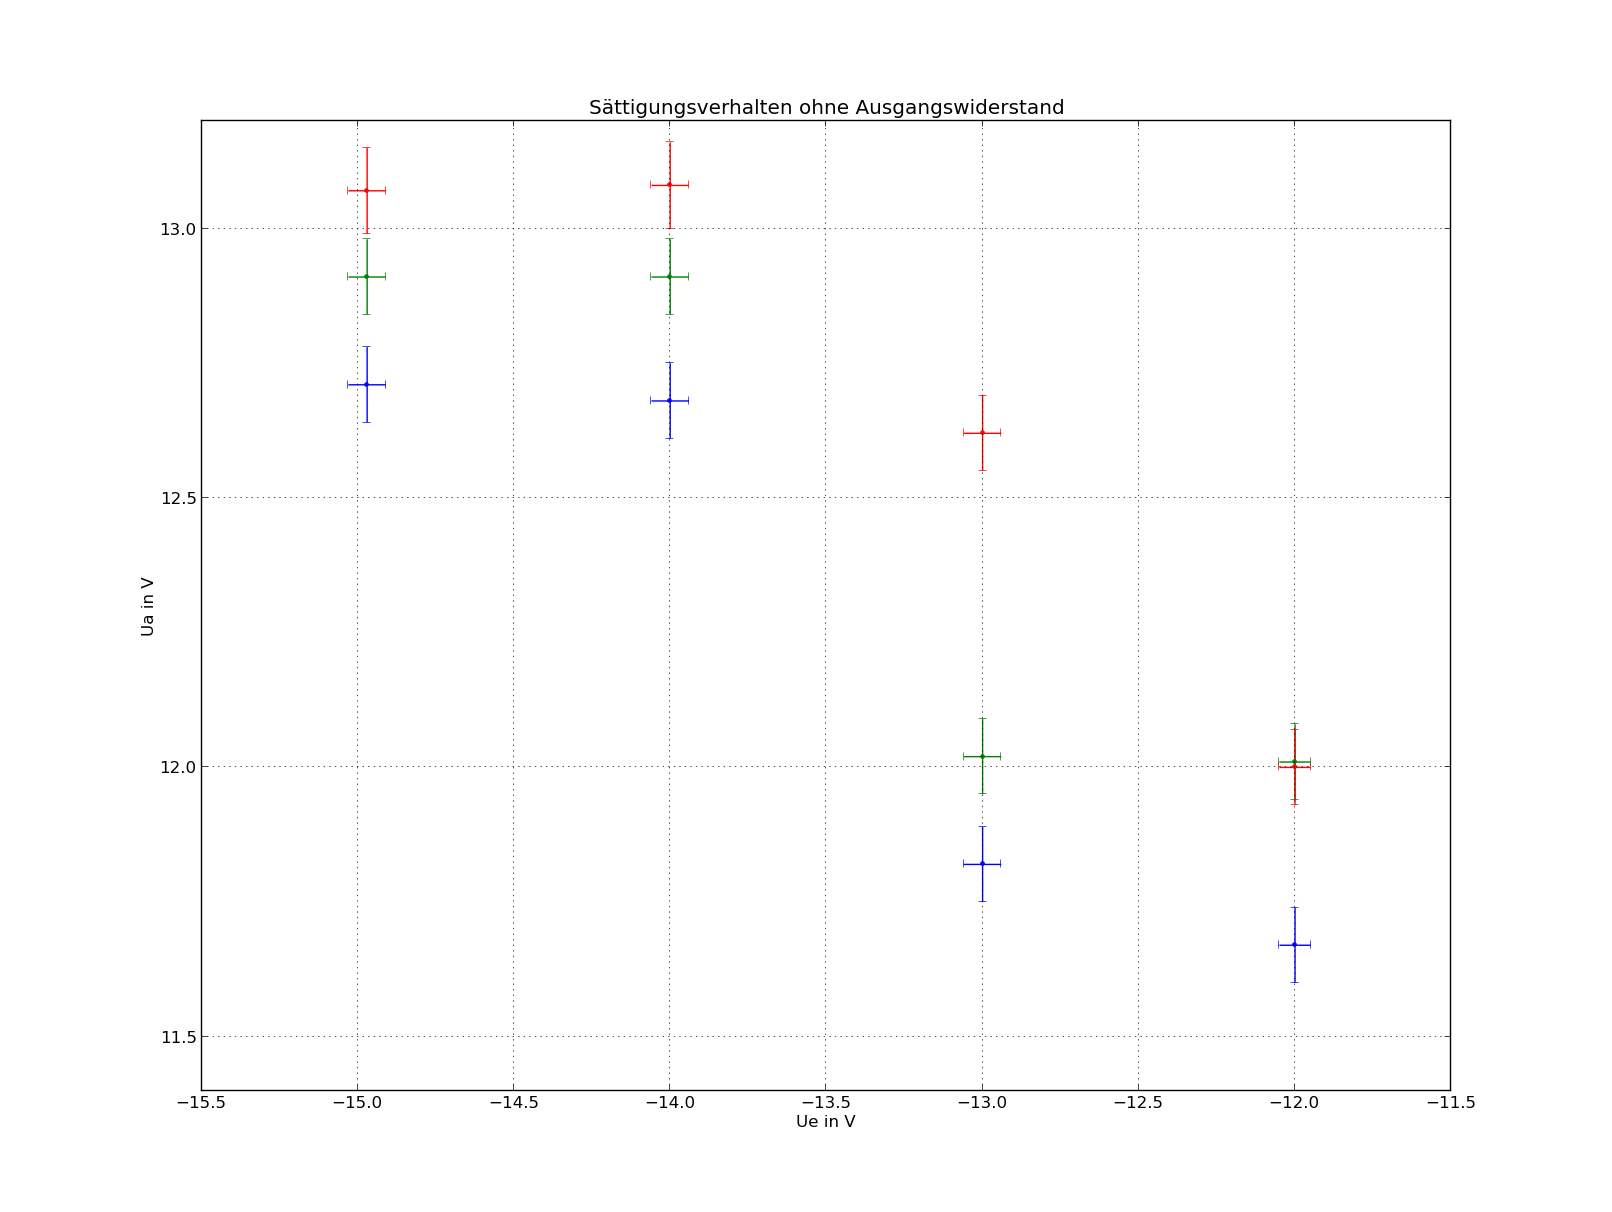 Sättigungsverhalten ohne Ausgangswiderstand
13.0
12.5
12.0
11.5
Ua in V
−15.5 −15.0 −14.5 −14.0 −13.5 −13.0 −12.5 −12.0 −11.5
Ue in V